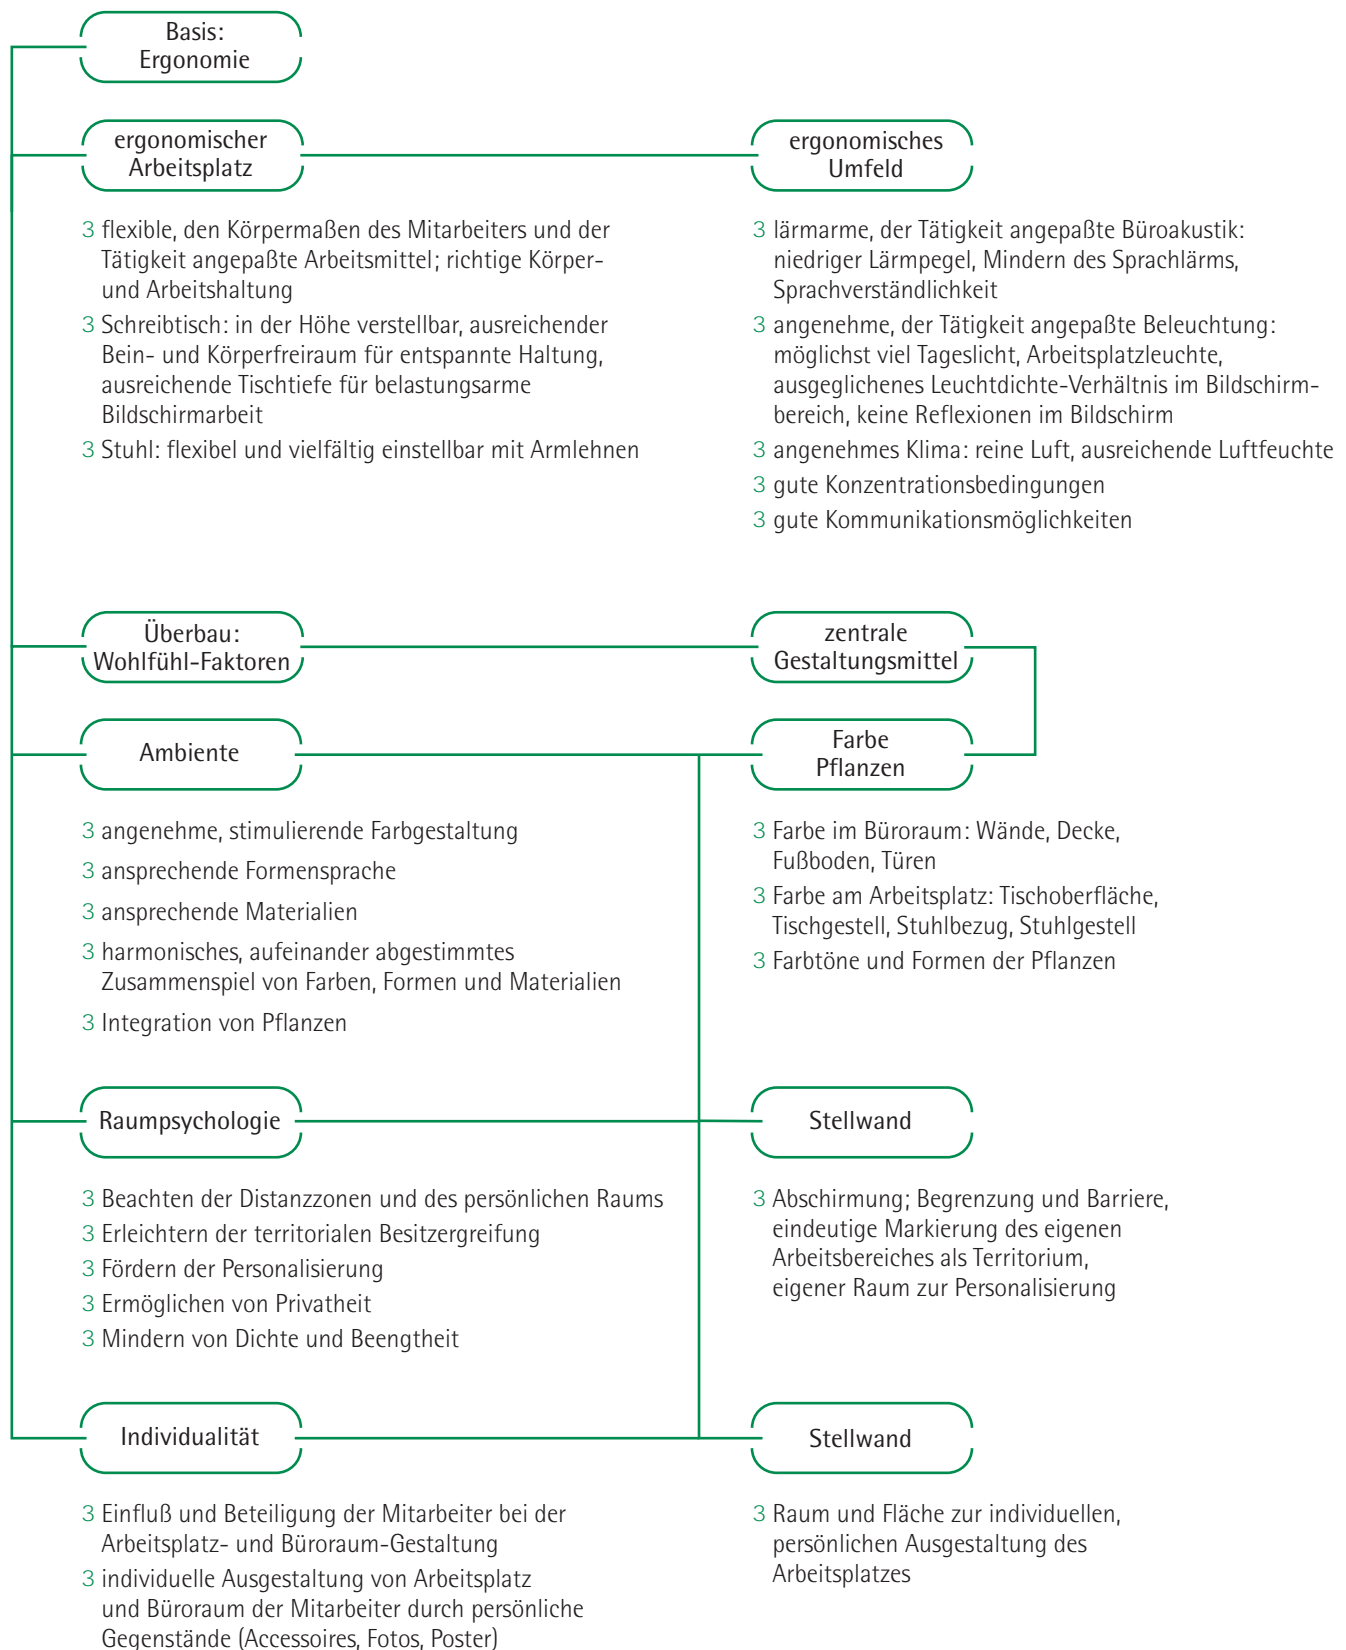 Basis:
Ergonomie
ergonomischer
Arbeitsplatz
ergonomisches
Umfeld
3 flexible, den Körpermaßen des Mitarbeiters und der
Tätigkeit angepaßte Arbeitsmittel; richtige Körper-
und Arbeitshaltung
3 Schreibtisch: in der Höhe verstellbar, ausreichender
Bein- und Körperfreiraum für entspannte Haltung,
ausreichende Tischtiefe für belastungsarme
Bildschirmarbeit
3 Stuhl: flexibel und vielfältig einstellbar mit Armlehnen
3 lärmarme, der Tätigkeit angepaßte Büroakustik:
niedriger Lärmpegel, Mindern des Sprachlärms,
Sprachverständlichkeit
3 angenehme, der Tätigkeit angepaßte Beleuchtung:
möglichst viel Tageslicht, Arbeitsplatzleuchte,
ausgeglichenes Leuchtdichte-Verhältnis im Bildschirm-
bereich, keine Reflexionen im Bildschirm
3 angenehmes Klima: reine Luft, ausreichende Luftfeuchte
3 gute Konzentrationsbedingungen
3 gute Kommunikationsmöglichkeiten
Überbau:
Wohlfühl-Faktoren
zentrale
Gestaltungsmittel
Ambiente
Farbe
Pflanzen
3 angenehme, stimulierende Farbgestaltung
3 ansprechende Formensprache
3 ansprechende Materialien
3 harmonisches, aufeinander abgestimmtes
Zusammenspiel von Farben, Formen und Materialien
3 Integration von Pflanzen
3 Farbe im Büroraum: Wände, Decke,
Fußboden, Türen
3 Farbe am Arbeitsplatz: Tischoberfläche,
Tischgestell, Stuhlbezug, Stuhlgestell
3 Farbtöne und Formen der Pflanzen
Raumpsychologie
Stellwand
3 Beachten der Distanzzonen und des persönlichen Raums
3 Erleichtern der territorialen Besitzergreifung
3 Fördern der Personalisierung
3 Ermöglichen von Privatheit
3 Mindern von Dichte und Beengtheit
3 Abschirmung; Begrenzung und Barriere,
eindeutige Markierung des eigenen
Arbeitsbereiches als Territorium,
eigener Raum zur Personalisierung
Individualität
Stellwand
3 Einfluß und Beteiligung der Mitarbeiter bei der
Arbeitsplatz- und Büroraum-Gestaltung
3 individuelle Ausgestaltung von Arbeitsplatz
und Büroraum der Mitarbeiter durch persönliche
Gegenstände (Accessoires, Fotos, Poster)
3 Raum und Fläche zur individuellen,
persönlichen Ausgestaltung des
Arbeitsplatzes